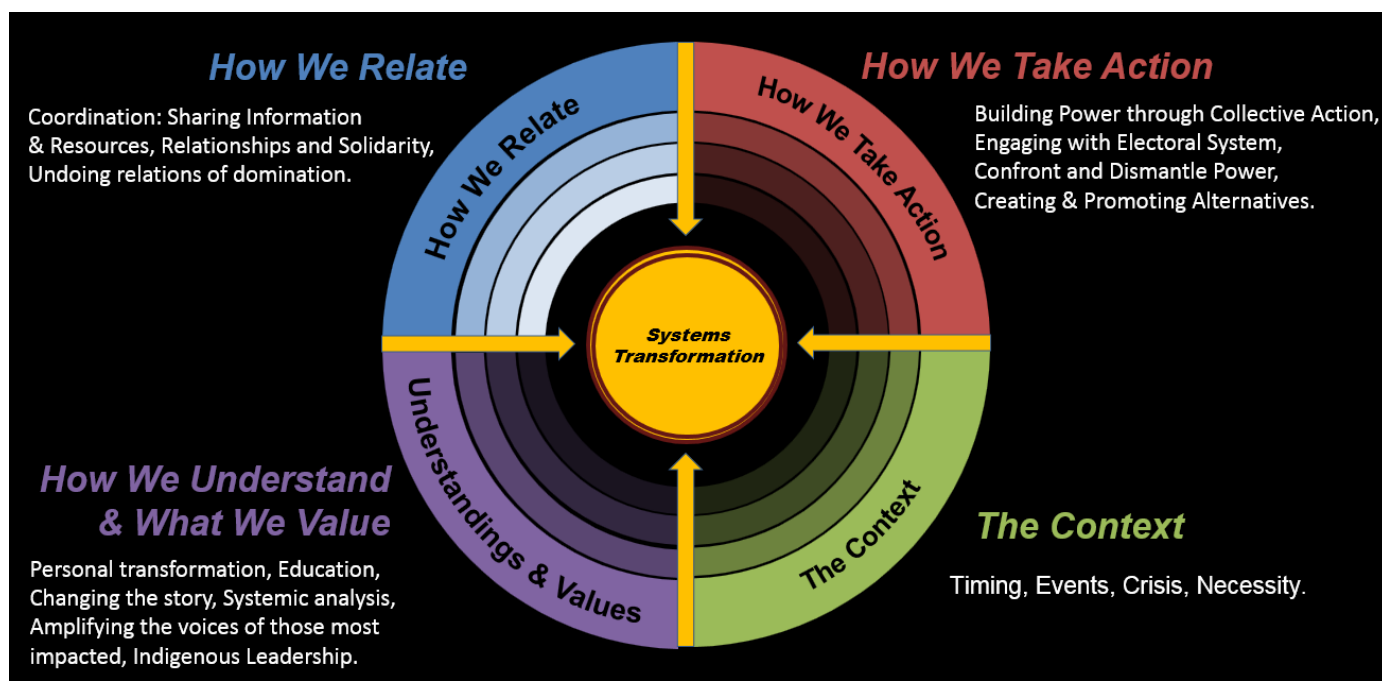 How We Relate
Coordination: Sharing Information
& Resources, Relationships and Solidarity,
Undoing relations of domination.
How We Take Action
Building Power through Collective Action,
Engaging with Electoral System,
Confront and Dismantle Power,
Creating & Promoting Alternatives.
How We Relate
How We Take Action
Systems
Transformation
Understandings & Values
The Context
How We Understand
& What We Value
Personal transformation, Education,
Changing the story, Systemic analysis,
Amplifying the voices of those most
impacted, Indigenous Leadership.
The Context
Timing, Events, Crisis, Necessity.